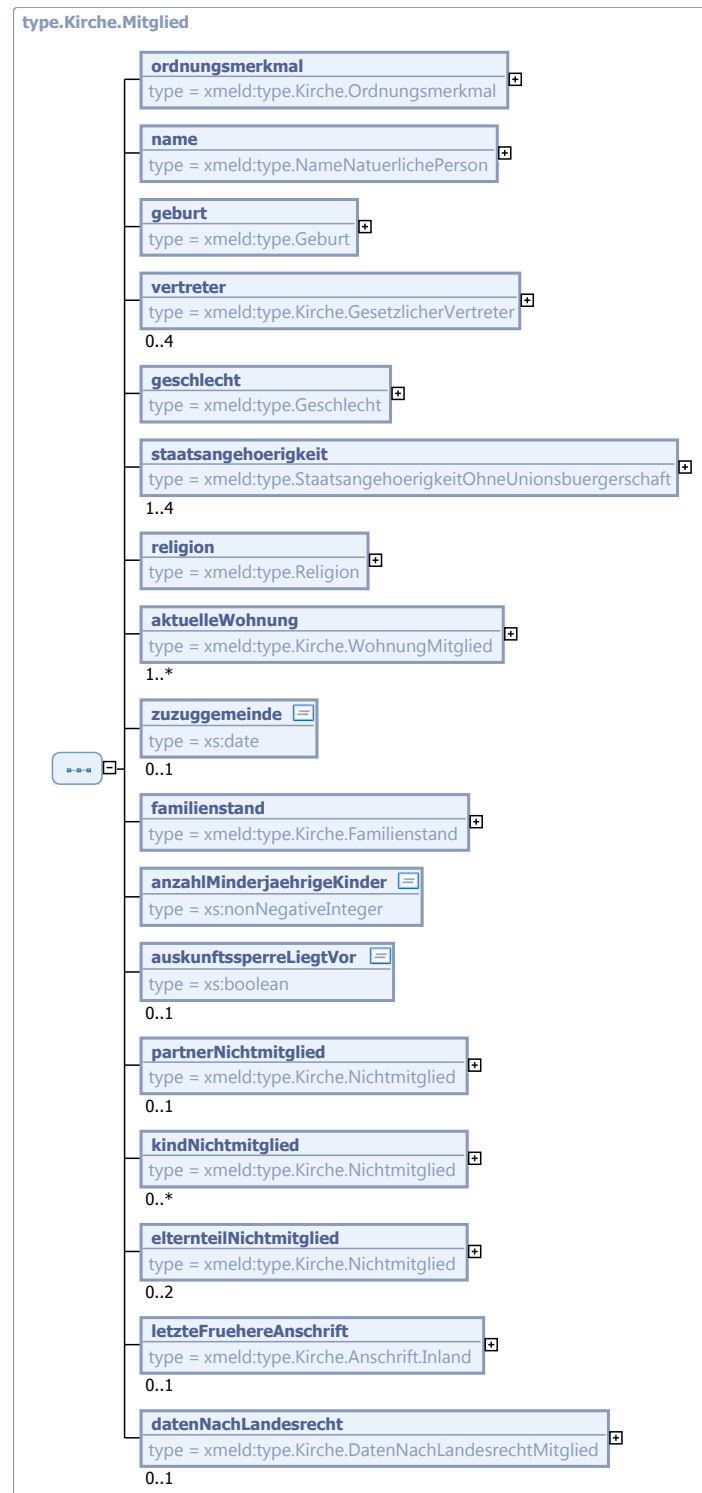 type.Kirche.Mitglied
ordnungsmerkmal
type = xmeld:type.Kirche.Ordnungsmerkmal
name
type = xmeld:type.NameNatuerlichePerson
geburt
type = xmeld:type.Geburt
vertreter
type = xmeld:type.Kirche.GesetzlicherVertreter
0..4
geschlecht
type = xmeld:type.Geschlecht
staatsangehoerigkeit
type = xmeld:type.StaatsangehoerigkeitOhneUnionsbuergerschaft
1..4
religion
type = xmeld:type.Religion
aktuelleWohnung
type = xmeld:type.Kirche.WohnungMitglied
1..*
zuzuggemeinde
type = xs:date
0..1
familienstand
type = xmeld:type.Kirche.Familienstand
anzahlMinderjaehrigeKinder
type = xs:nonNegativeInteger
auskunftssperreLiegtVor
type = xs:boolean
0..1
partnerNichtmitglied
type = xmeld:type.Kirche.Nichtmitglied
0..1
kindNichtmitglied
type = xmeld:type.Kirche.Nichtmitglied
0..*
elternteilNichtmitglied
type = xmeld:type.Kirche.Nichtmitglied
0..2
letzteFruehereAnschrift
type = xmeld:type.Kirche.Anschrift.Inland
0..1
datenNachLandesrecht
type = xmeld:type.Kirche.DatenNachLandesrechtMitglied
0..1